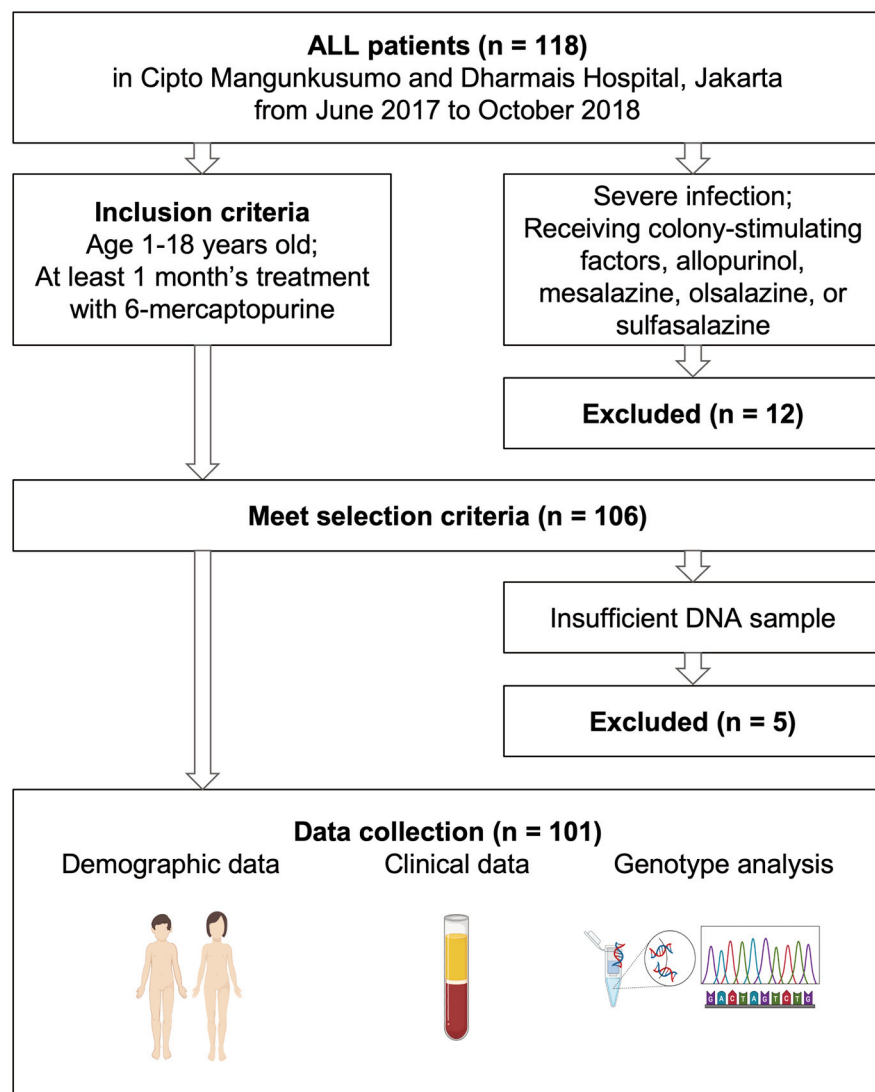 ALL patients (n = 118)
in Cipto Mangunkusumo and Dharmais Hospital, Jakarta
from June 2017 to October 2018
Inclusion criteria
Age 1-18 years old;
At least 1 month's treatment
with 6-mercaptopurine
Severe infection;
Receiving colony-stimulating
factors, allopurinol,
mesalazine, olsalazine, or
sulfasalazine
Excluded (n = 12)
Meet selection criteria (n = 106)
Insufficient DNA sample
Excluded (n = 5)
Data collection (n = 101)
Demographic data
Clinical data
Genotype analysis
G A C T A G T C T G